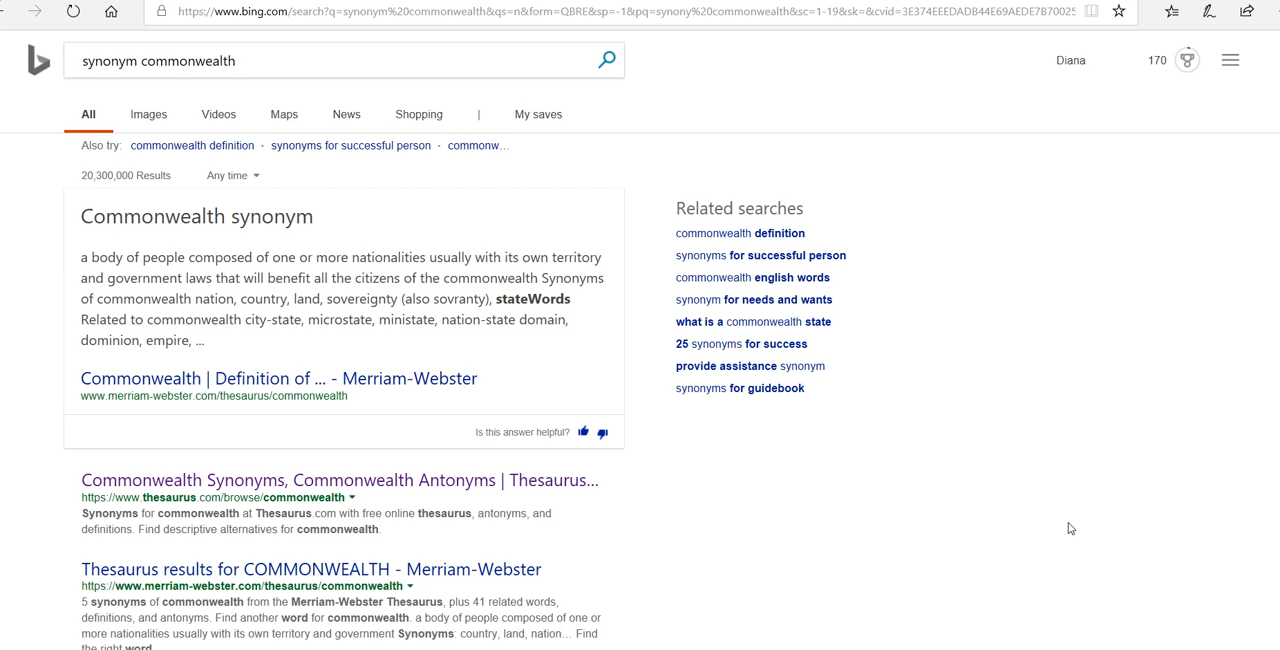 https://www.bing.com/search?q=synonym%20commonwealth&qs=n&form=QBRE&sp=-1&pq=synony%20commonwealth&sc=1-19&sk=&cvid=3E374EEEDADB44E69AEDE7B70025
synonym commonwealth
Diana
170
All Images Videos Maps News Shopping | My saves
Also try: commonwealth definition · synonyms for successful person · commonw...
20,300,000 Results Any time
Commonwealth synonym
a body of people composed of one or more nationalities usually with its own territory
and government laws that will benefit all the citizens of the commonwealth Synonyms
of commonwealth nation, country, land, sovereignty (also sovranty), stateWords
Related to commonwealth city-state, microstate, ministate, nation-state domain,
dominion, empire, ...
Commonwealth | Definition of ... - Merriam-Webster
www.merriam-webster.com/thesaurus/commonwealth
Is this answer helpful?
Related searches
commonwealth definition
synonyms for successful person
commonwealth english words
synonym for needs and wants
what is a commonwealth state
25 synonyms for success
provide assistance synonym
synonyms for guidebook
Commonwealth Synonyms, Commonwealth Antonyms | Thesaurus...
https://www.thesaurus.com/browse/commonwealth
Synonyms for commonwealth at Thesaurus.com with free online thesaurus, antonyms, and
definitions. Find descriptive alternatives for commonwealth.
Thesaurus results for COMMONWEALTH - Merriam-Webster
https://www.merriam-webster.com/thesaurus/commonwealth
5 synonyms of commonwealth from the Merriam-Webster Thesaurus, plus 41 related words,
definitions, and antonyms. Find another word for commonwealth. a body of people composed of one or
more nationalities usually with its own territory and government Synonyms: country, land, nation... Find
the right word.